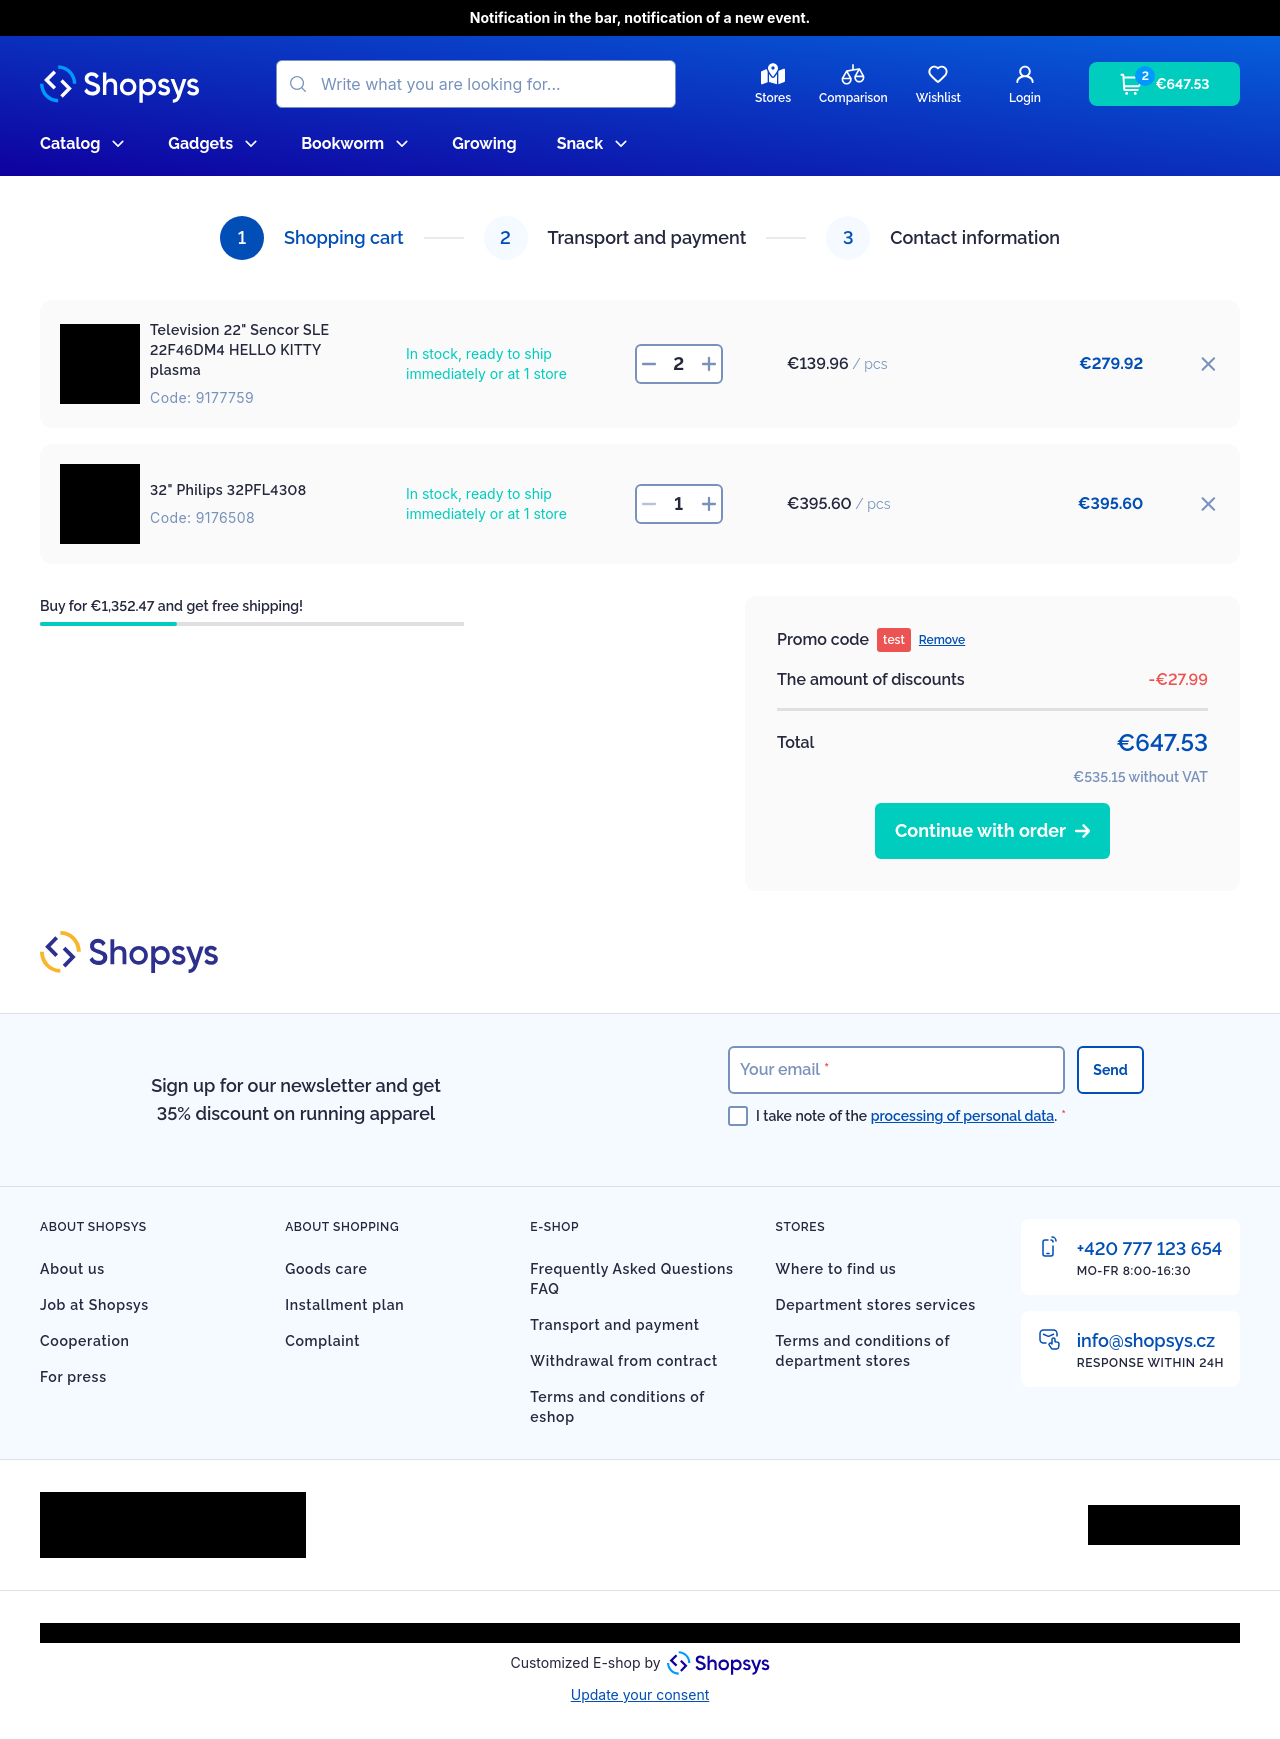 Notification in the bar, notification of a new event.
Shopsys
Write what you are looking for...
Stores
Comparison
Wishlist
Login
2
€647.53
Catalog
Gadgets
Bookworm
Growing
Snack
1 Shopping cart
2 Transport and payment
3 Contact information
Television 22" Sencor SLE
22F46DM4 HELLO KITTY
plasma
Code: 9177759
In stock, ready to ship
immediately or at 1 store
2
€139.96 / pcs
€279.92
32" Philips 32PFL4308
Code: 9176508
In stock, ready to ship
immediately or at 1 store
1
€395.60 / pcs
€395.60
Buy for €1,352.47 and get free shipping!
Promo code test Remove
The amount of discounts -€27.99
Total €647.53
€535.15 without VAT
Continue with order
Shopsys
Sign up for our newsletter and get
35% discount on running apparel
Your email *
Send
I take note of the processing of personal data. *
ABOUT SHOPSYS
About us
Job at Shopsys
Cooperation
For press
ABOUT SHOPPING
Goods care
Installment plan
Complaint
E-SHOP
Frequently Asked Questions
FAQ
Transport and payment
Withdrawal from contract
Terms and conditions of
eshop
STORES
Where to find us
Department stores services
Terms and conditions of
department stores
+420 777 123 654
MO-FR 8:00-16:30
info@shopsys.cz
RESPONSE WITHIN 24H
Customized E-shop by Shopsys
Update your consent